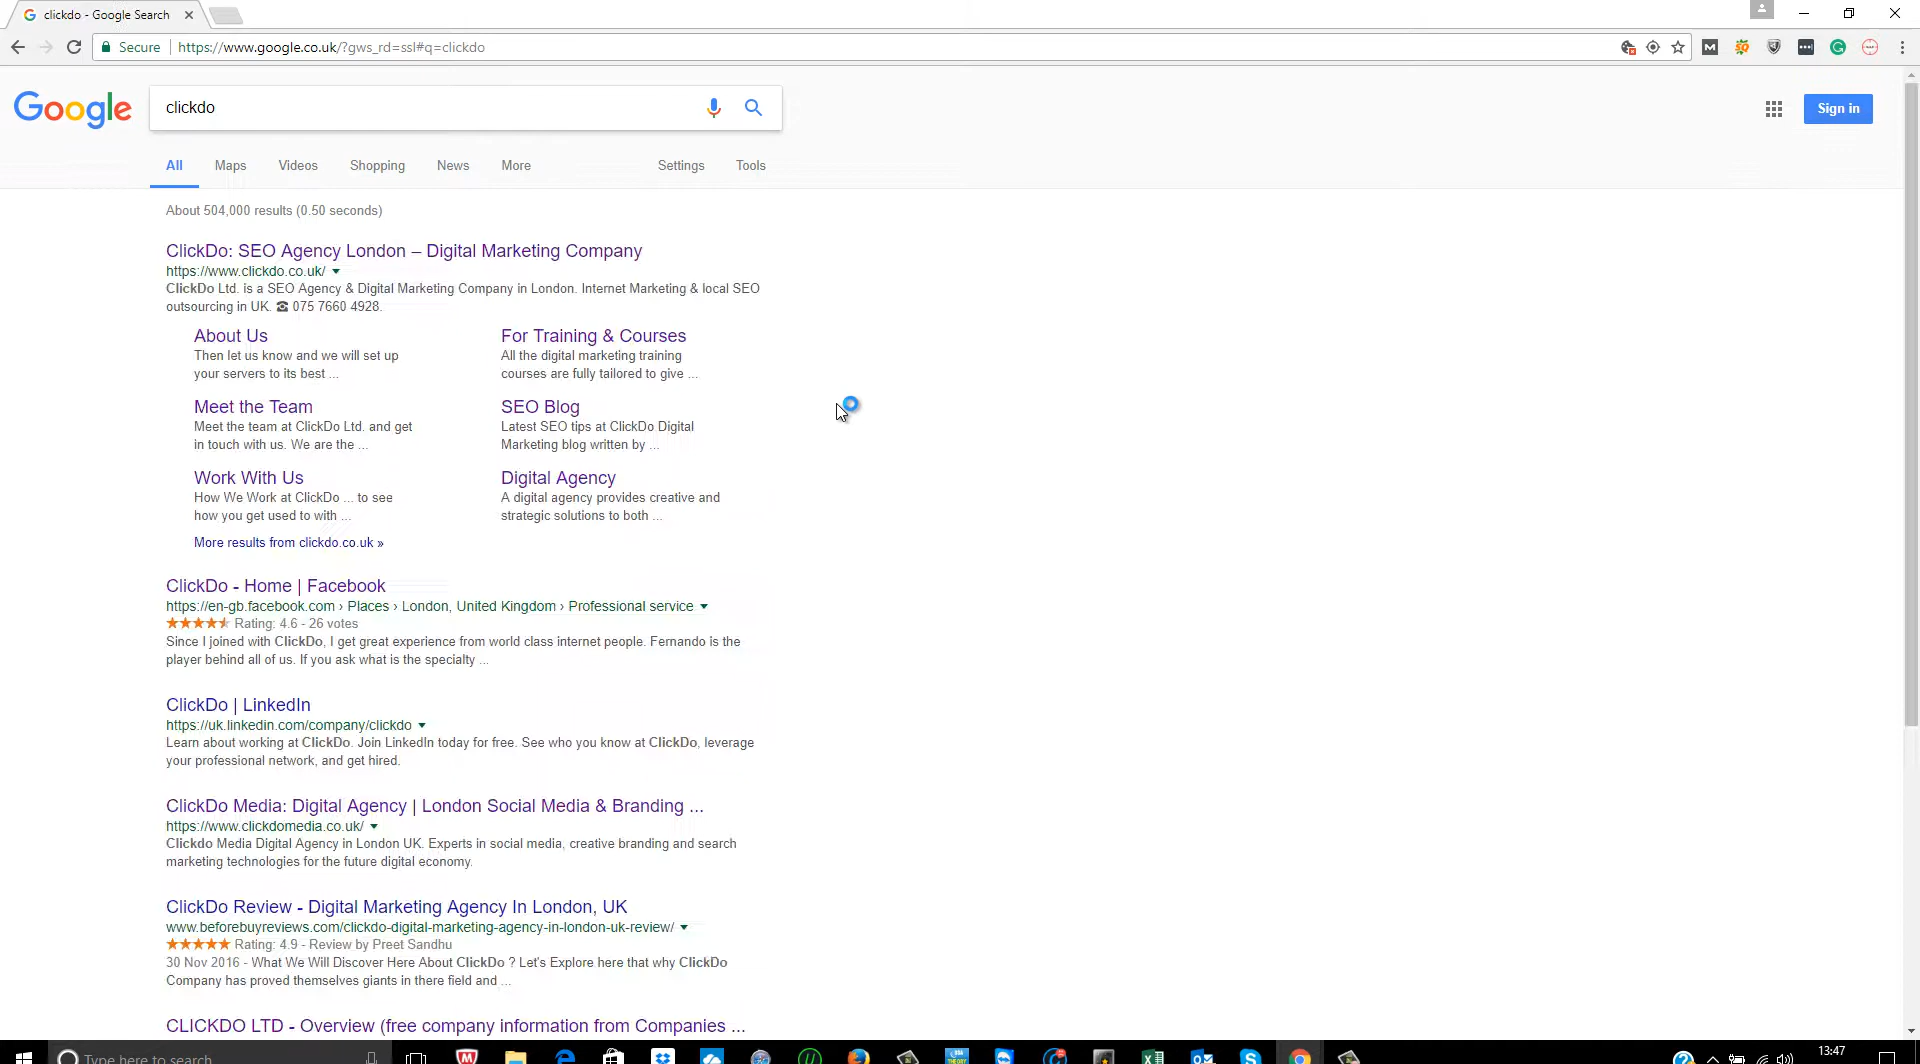 clickdo - Google Search
Secure https://www.google.co.uk/?gws_rd=ssl#q=clickdo
Google
clickdo
Sign in
All Maps Videos Shopping News More Settings Tools
About 504,000 results (0.50 seconds)
ClickDo: SEO Agency London – Digital Marketing Company
https://www.clickdo.co.uk/
ClickDo Ltd. is a SEO Agency & Digital Marketing Company in London. Internet Marketing & local SEO
outsourcing in UK. ☎ 075 7660 4928.
About Us
Then let us know and we will set up
your servers to its best ...
For Training & Courses
All the digital marketing training
courses are fully tailored to give ...
Meet the Team
Meet the team at ClickDo Ltd. and get
in touch with us. We are the ...
SEO Blog
Latest SEO tips at ClickDo Digital
Marketing blog written by ...
Work With Us
How We Work at ClickDo ... to see
how you get used to with ...
Digital Agency
A digital agency provides creative and
strategic solutions to both ...
More results from clickdo.co.uk »
ClickDo - Home | Facebook
https://en-gb.facebook.com › Places › London, United Kingdom › Professional service
Rating: 4.6 - 26 votes
Since I joined with ClickDo, I get great experience from world class internet people. Fernando is the
player behind all of us. If you ask what is the specialty ...
ClickDo | LinkedIn
https://uk.linkedin.com/company/clickdo
Learn about working at ClickDo. Join LinkedIn today for free. See who you know at ClickDo, leverage
your professional network, and get hired.
ClickDo Media: Digital Agency | London Social Media & Branding ...
https://www.clickdomedia.co.uk/
Clickdo Media Digital Agency in London UK. Experts in social media, creative branding and search
marketing technologies for the future digital economy.
ClickDo Review - Digital Marketing Agency In London, UK
www.beforebuyreviews.com/clickdo-digital-marketing-agency-in-london-uk-review/
Rating: 4.9 - Review by Preet Sandhu
30 Nov 2016 - What We Will Discover Here About ClickDo ? Let's Explore here that why ClickDo
Company has proved themselves giants in there field and ...
CLICKDO LTD - Overview (free company information from Companies ...
Type here to search
13:47